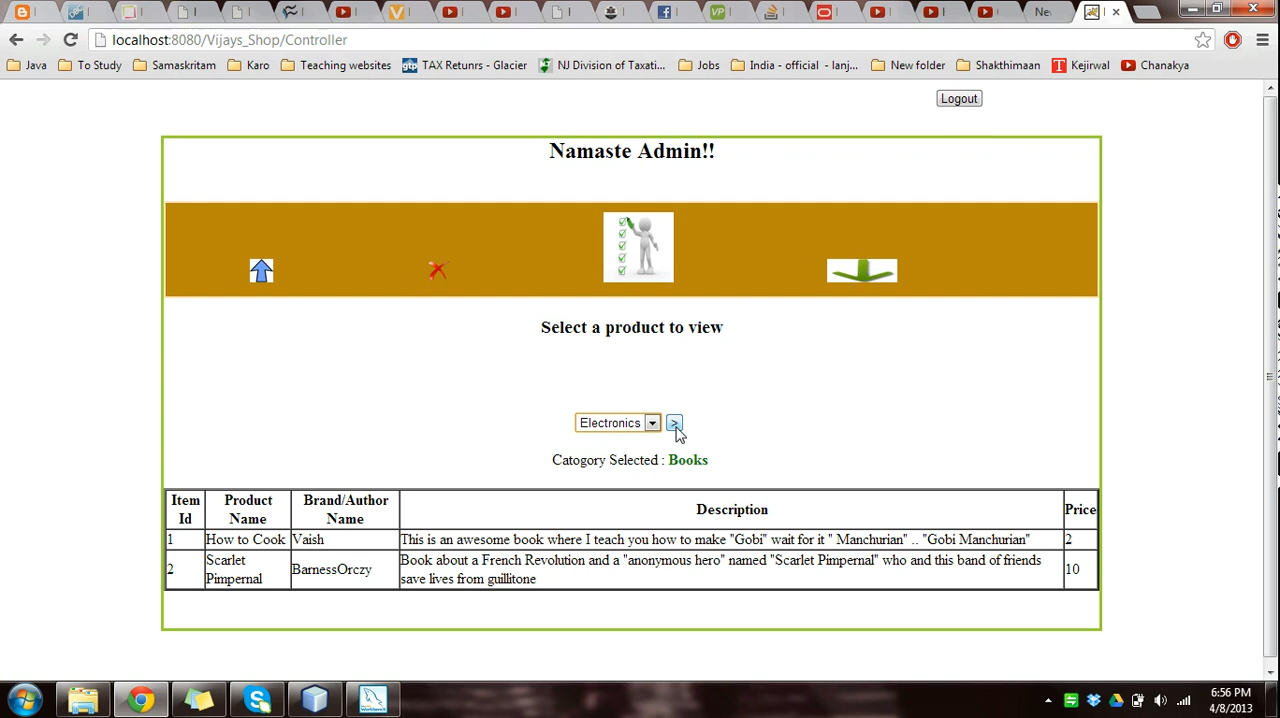 localhost:8080/Vijays_Shop/Controller
Java To Study Samaskritam Karo Teaching websites gtp TAX Retunrs - Glacier NJ Division of Taxati... Jobs India - official - lanj... New folder Shakthimaan T Kejirwal Chanakya
Logout
Namaste Admin!!
Select a product to view
Electronics >
Catogory Selected : Books
Item Id Product Name Brand/Author Name Description Price
1 How to Cook Vaish This is an awesome book where I teach you how to make "Gobi" wait for it " Manchurian" .. "Gobi Manchurian" 2
2 Scarlet Pimpernal BarnessOrczy Book about a French Revolution and a "anonymous hero" named "Scarlet Pimpernal" who and this band of friends
save lives from guillitone 10
6:56 PM
4/8/2013